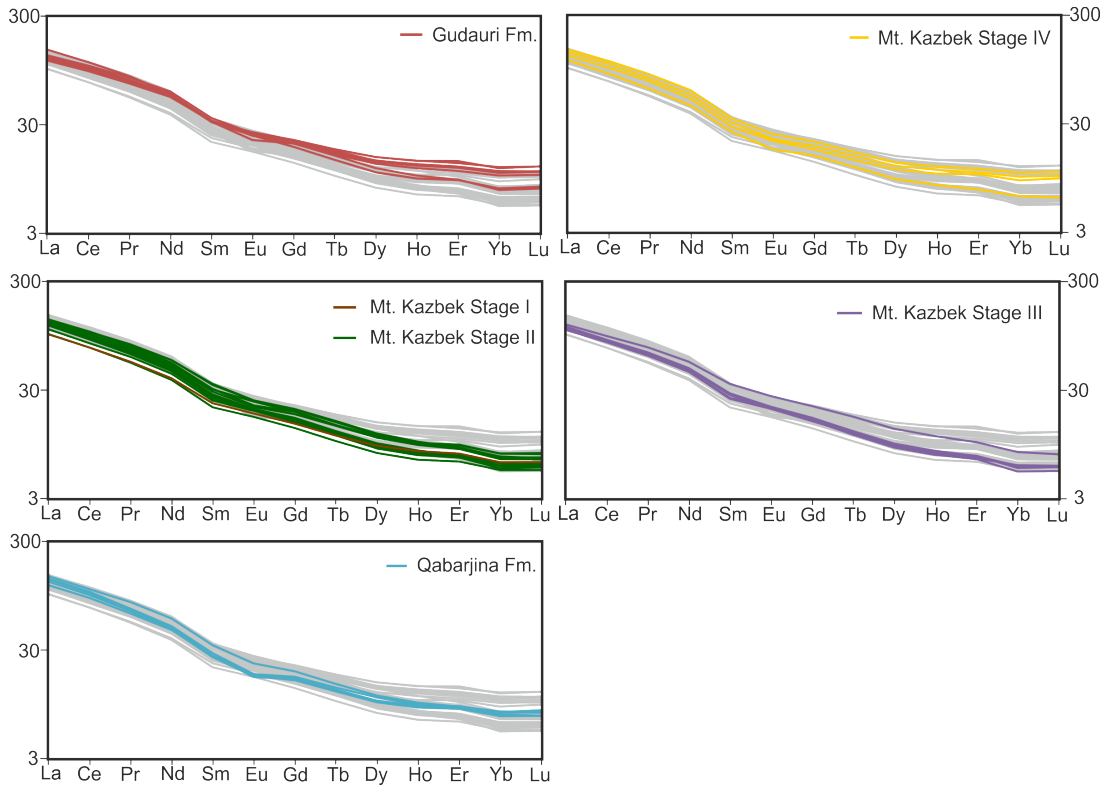 300
30
3
Gudauri Fm.
La Ce Pr Nd Sm Eu Gd Tb Dy Ho Er Yb Lu
300
30
3
Mt. Kazbek Stage IV
La Ce Pr Nd Sm Eu Gd Tb Dy Ho Er Yb Lu
300
30
3
Mt. Kazbek Stage I
Mt. Kazbek Stage II
La Ce Pr Nd Sm Eu Gd Tb Dy Ho Er Yb Lu
300
30
3
Mt. Kazbek Stage III
La Ce Pr Nd Sm Eu Gd Tb Dy Ho Er Yb Lu
300
30
3
Qabarjina Fm.
La Ce Pr Nd Sm Eu Gd Tb Dy Ho Er Yb Lu